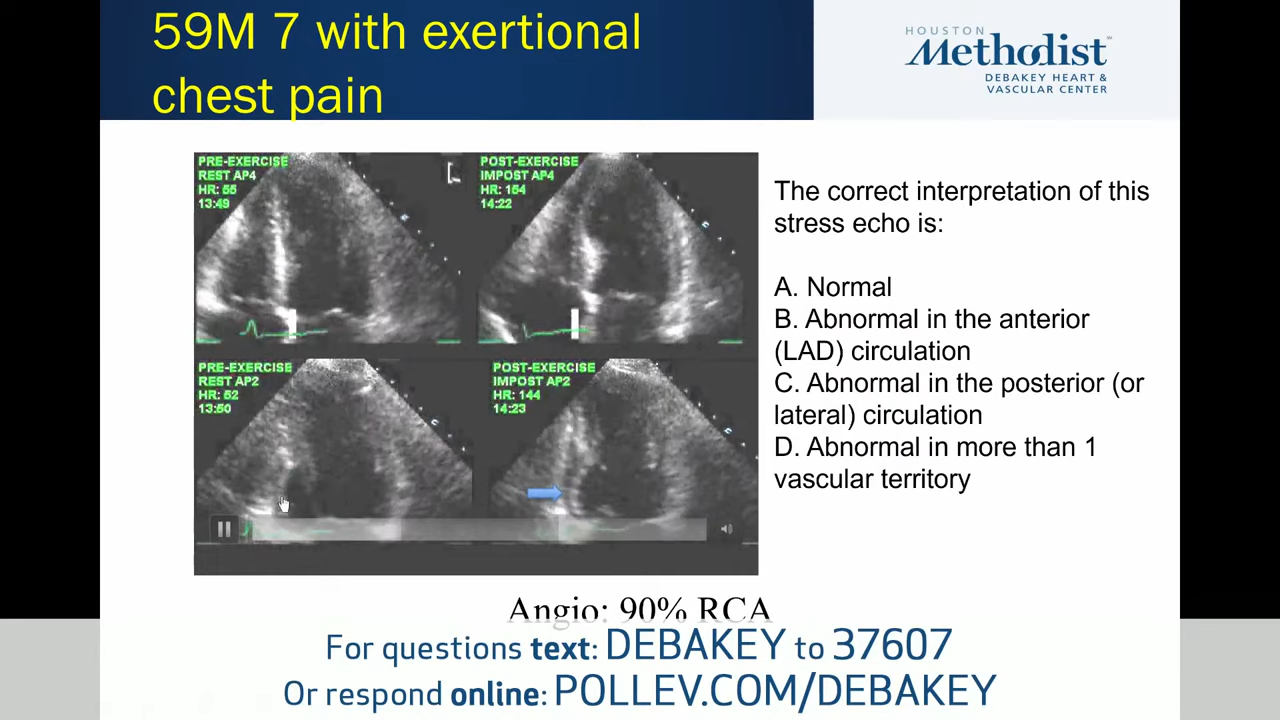 59M 7 with exertional
chest pain
HOUSTON
Methodist
DEBAKEY HEART &
VASCULAR CENTER
PRE-EXERCISE
REST AP4
HR: 55
13:49
POST-EXERCISE
IMPOST AP4
HR: 164
14:22
PRE-EXERCISE
REST AP2
HR: 52
13:50
POST-EXERCISE
IMPOST AP2
HR: 144
14:23
The correct interpretation of this
stress echo is:
A. Normal
B. Abnormal in the anterior
(LAD) circulation
C. Abnormal in the posterior (or
lateral) circulation
D. Abnormal in more than 1
vascular territory
Angio: 90% RCA
For questions text: DEBAKEY to 37607
Or respond online: POLLEV.COM/DEBAKEY